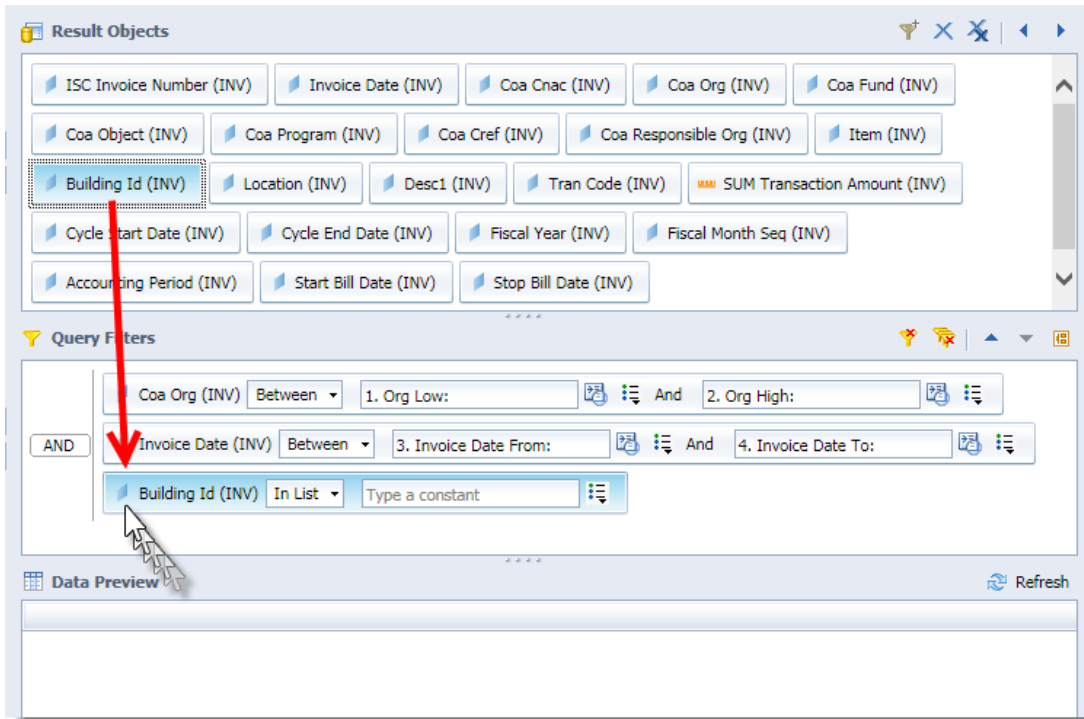 Result Objects
ISC Invoice Number (INV) Invoice Date (INV) Coa Cnac (INV) Coa Org (INV) Coa Fund (INV)
Coa Object (INV) Coa Program (INV) Coa Cref (INV) Coa Responsible Org (INV) Item (INV)
Building Id (INV) Location (INV) Desc1 (INV) Tran Code (INV) SUM Transaction Amount (INV)
Cycle Start Date (INV) Cycle End Date (INV) Fiscal Year (INV) Fiscal Month Seq (INV)
Accounting Period (INV) Start Bill Date (INV) Stop Bill Date (INV)
Query Filters
Coa Org (INV) Between 1. Org Low: And 2. Org High:
AND Invoice Date (INV) Between 3. Invoice Date From: And 4. Invoice Date To:
Building Id (INV) In List Type a constant
Data Preview Refresh